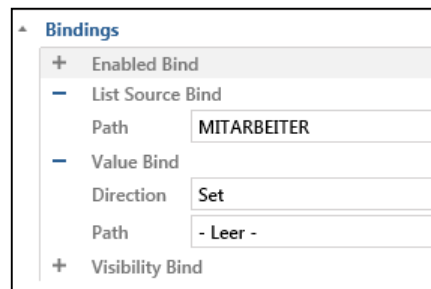 Bindings
Enabled Bind
List Source Bind
Path MITARBEITER
Value Bind
Direction Set
Path - Leer -
Visibility Bind